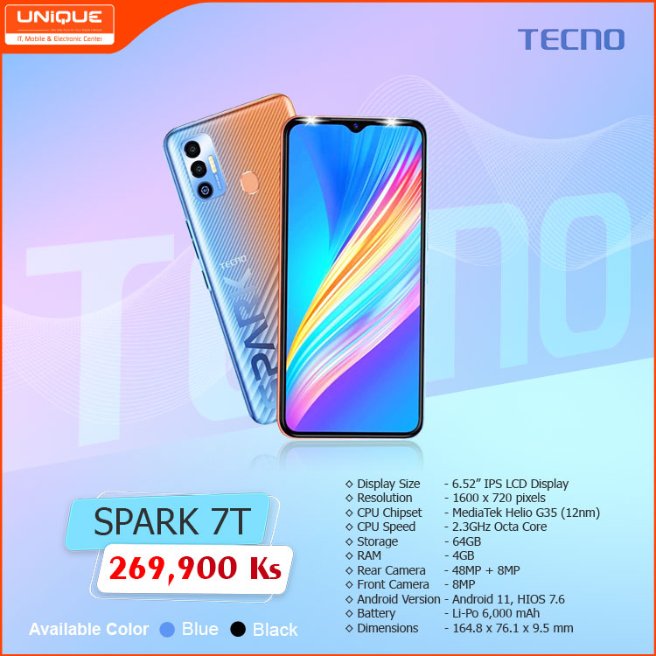 UNIQUE
IT, Mobile & Electronic Center
TECNO
TECNO
TECNO
SPARK
SPARK 7T
269,900 Ks
Available Color Blue Black
◊ Display Size - 6.52” IPS LCD Display
◊ Resolution - 1600 x 720 pixels
◊ CPU Chipset - MediaTek Helio G35 (12nm)
◊ CPU Speed - 2.3GHz Octa Core
◊ Storage - 64GB
◊ RAM - 4GB
◊ Rear Camera - 48MP + 8MP
◊ Front Camera - 8MP
◊ Android Version - Android 11, HIOS 7.6
◊ Battery - Li-Po 6,000 mAh
◊ Dimensions - 164.8 x 76.1 x 9.5 mm